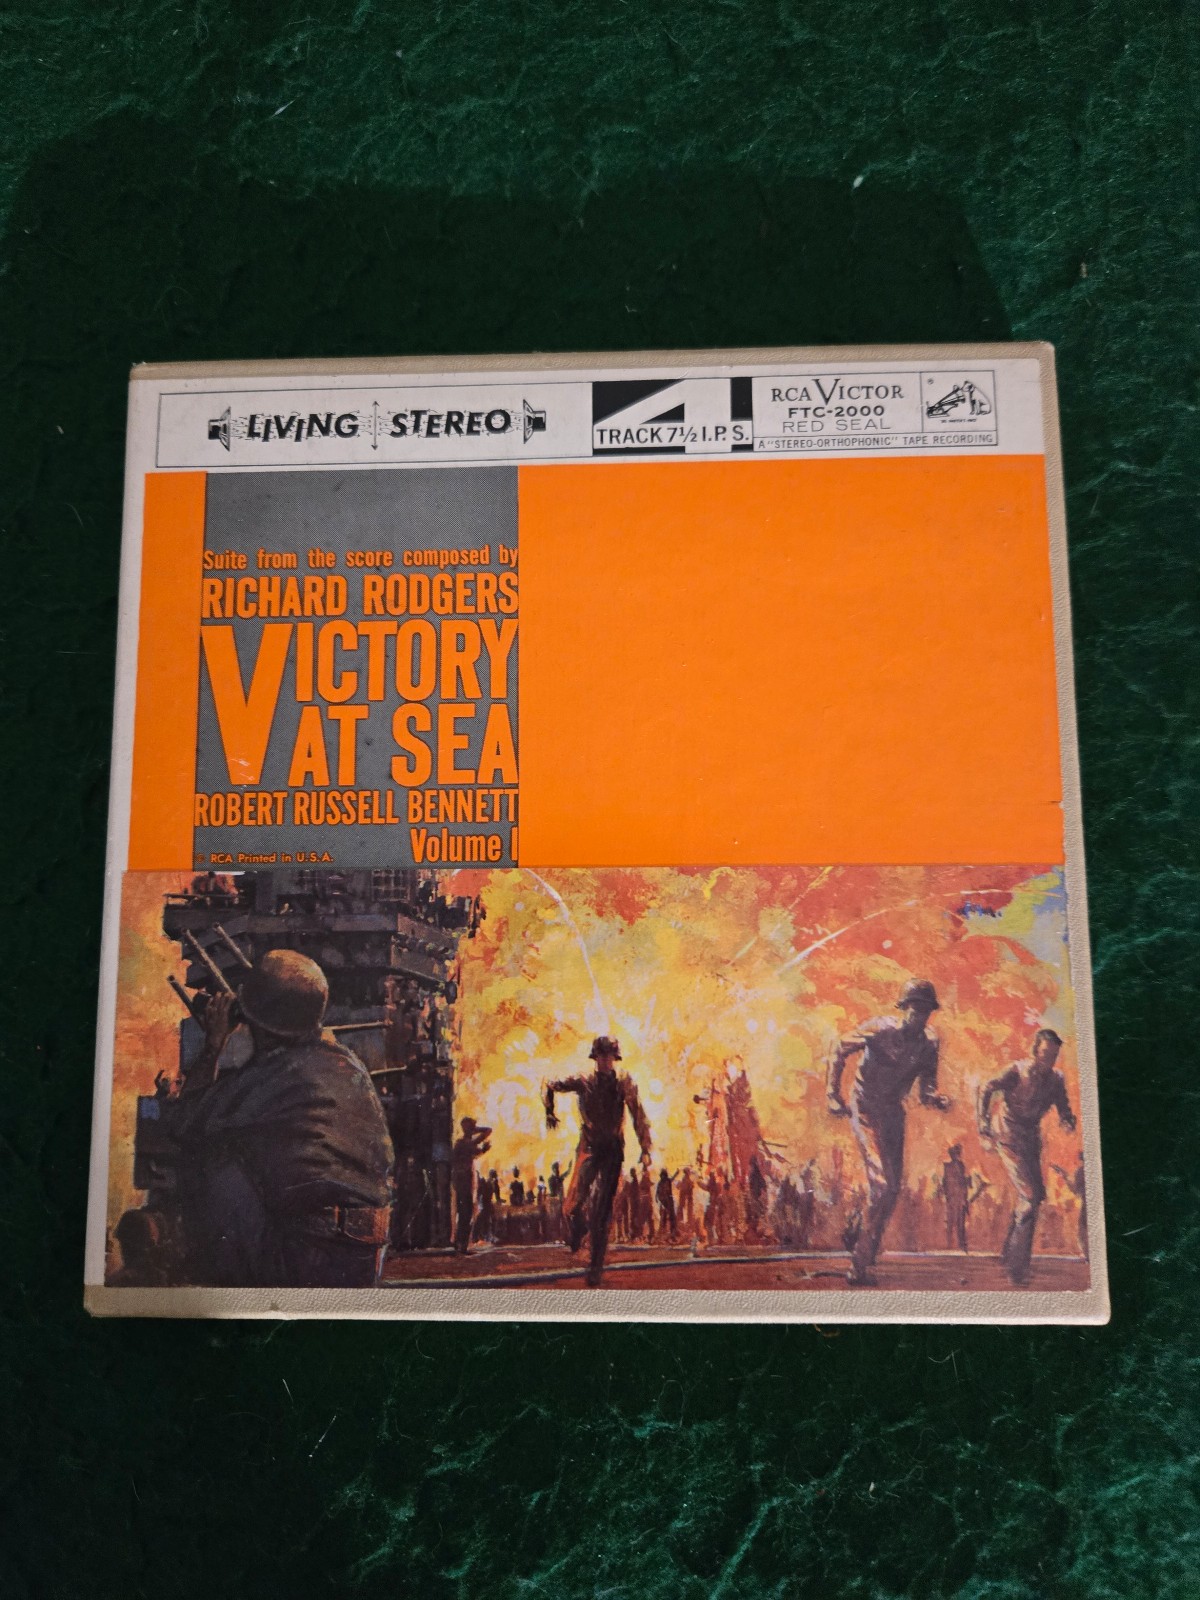 LIVING STEREO
4
TRACK 7½ I.P.S.
RCA VICTOR
FTC-2000
RED SEAL
A "STEREO-ORTHOPHONIC" TAPE RECORDING
Suite from the score composed by
RICHARD RODGERS
VICTORY
AT SEA
ROBERT RUSSELL BENNETT
Volume I
RCA Printed in U.S.A.